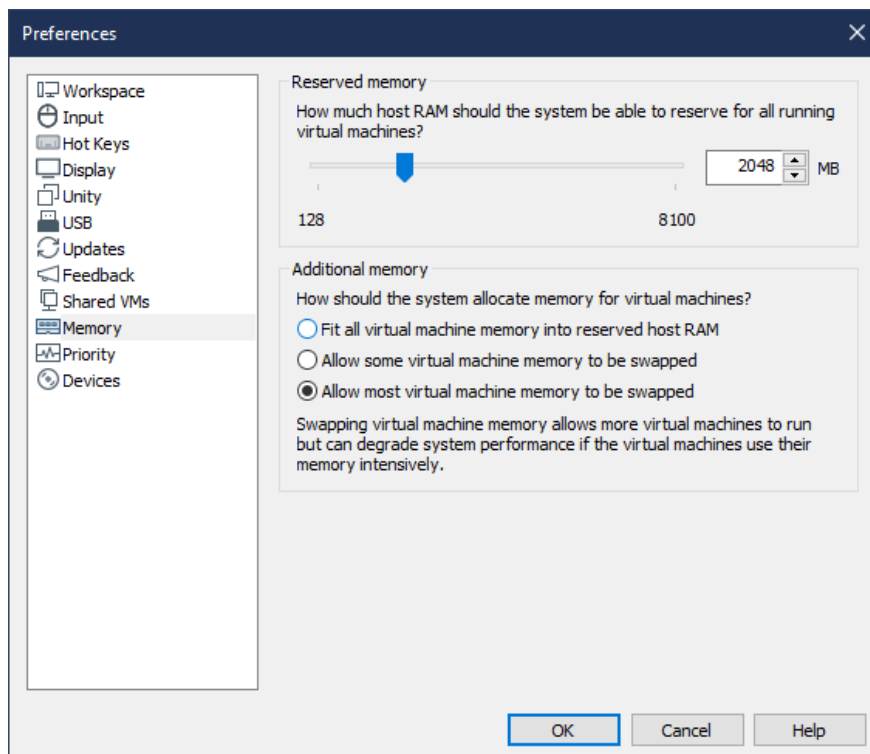 Preferences
Workspace
Input
Hot Keys
Display
Unity
USB
Updates
Feedback
Shared VMs
Memory
Priority
Devices
Reserved memory
How much host RAM should the system be able to reserve for all running
virtual machines?
2048 MB
128 8100
Additional memory
How should the system allocate memory for virtual machines?
Fit all virtual machine memory into reserved host RAM
Allow some virtual machine memory to be swapped
Allow most virtual machine memory to be swapped
Swapping virtual machine memory allows more virtual machines to run
but can degrade system performance if the virtual machines use their
memory intensively.
OK Cancel Help